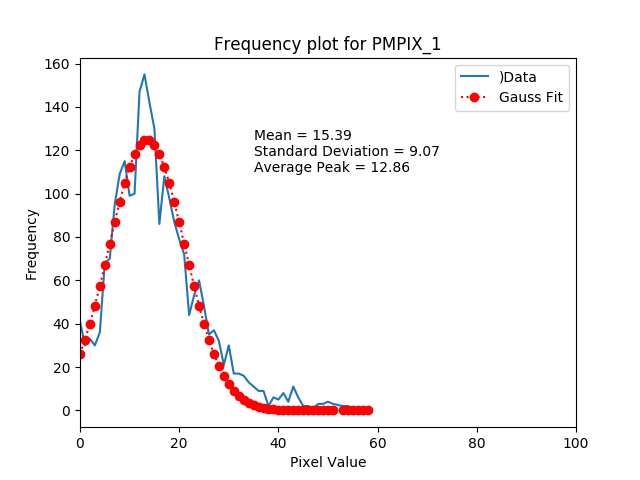 Frequency plot for PMPIX_1
)Data
Gauss Fit
Mean = 15.39
Standard Deviation = 9.07
Average Peak = 12.86
Frequency
160
140
120
100
80
60
40
20
0
0 20 40 60 80 100
Pixel Value